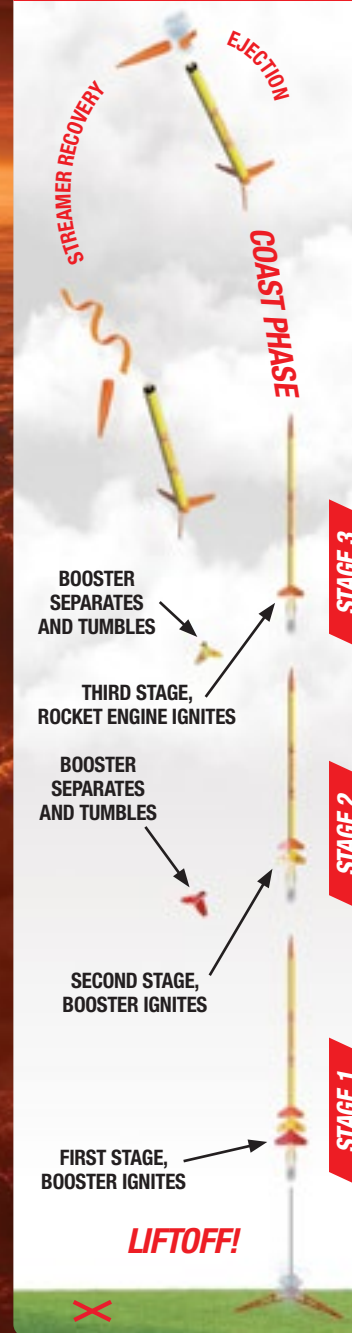 EJECTION
STREAMER RECOVERY
COAST PHASE
STAGE 3
BOOSTER
SEPARATES
AND TUMBLES
THIRD STAGE,
ROCKET ENGINE IGNITES
BOOSTER
SEPARATES
AND TUMBLES
STAGE 2
SECOND STAGE,
BOOSTER IGNITES
STAGE 1
FIRST STAGE,
BOOSTER IGNITES
LIFTOFF!